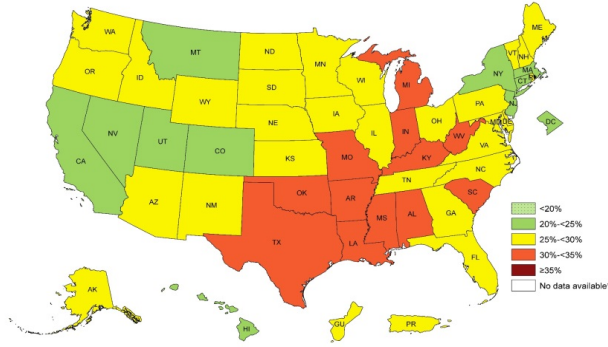 WA
MT
ND
MN
ME
OR
ID
SD
WI
MI
VT
NH
NY
MA
CT
WY
IA
PA
NJ
NE
NV
UT
CO
IL
IN
OH
WV
MD
DE
DC
CA
KS
MO
KY
VA
AZ
NM
OK
AR
TN
NC
SC
TX
LA
MS
AL
GA
FL
AK
HI
GU
PR
<20%
20%-<25%
25%-<30%
30%-<35%
≥35%
No data available